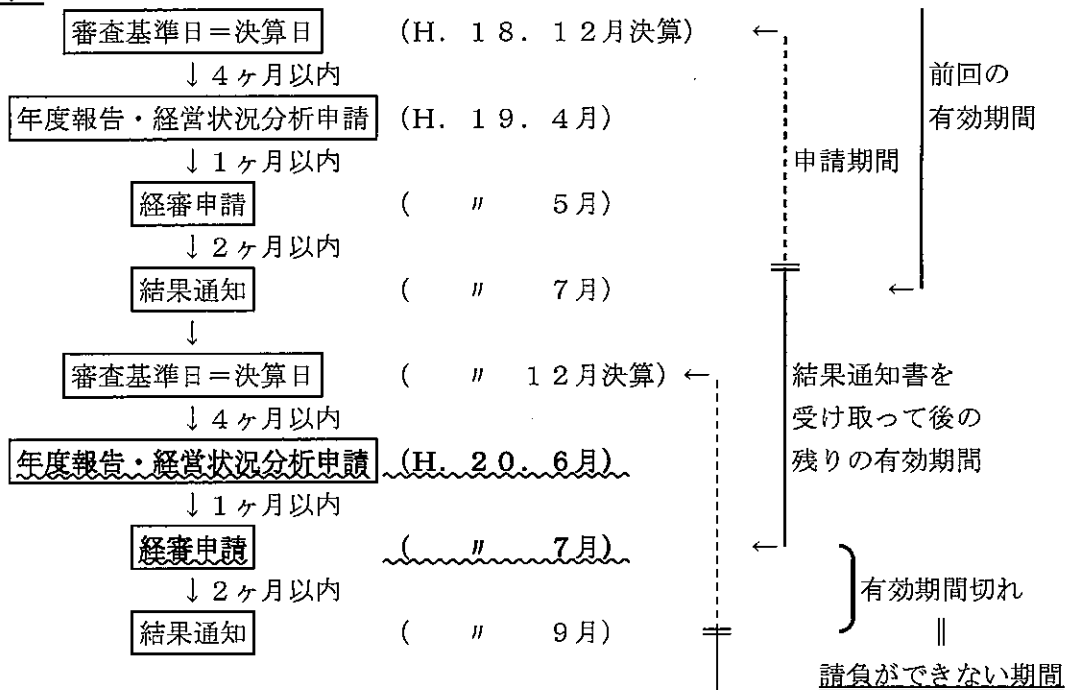 審査基準日＝決算日 (H. 18. 12月決算) ←
↓4ヶ月以内
前回の
年度報告・経営状況分析申請 (H. 19. 4月)
有効期間
↓1ヶ月以内
申請期間
経審申請 ( 〃 5月)
↓2ヶ月以内
結果通知 ( 〃 7月) ←
↓
審査基準日＝決算日 ( 〃 12月決算) ←
結果通知書を
↓4ヶ月以内
受け取って後の
年度報告・経営状況分析申請 (H. 20. 6月)
残りの有効期間
↓1ヶ月以内
経審申請 ( 〃 7月) ←
↓2ヶ月以内
有効期間切れ
結果通知 ( 〃 9月)
‖
請負ができない期間